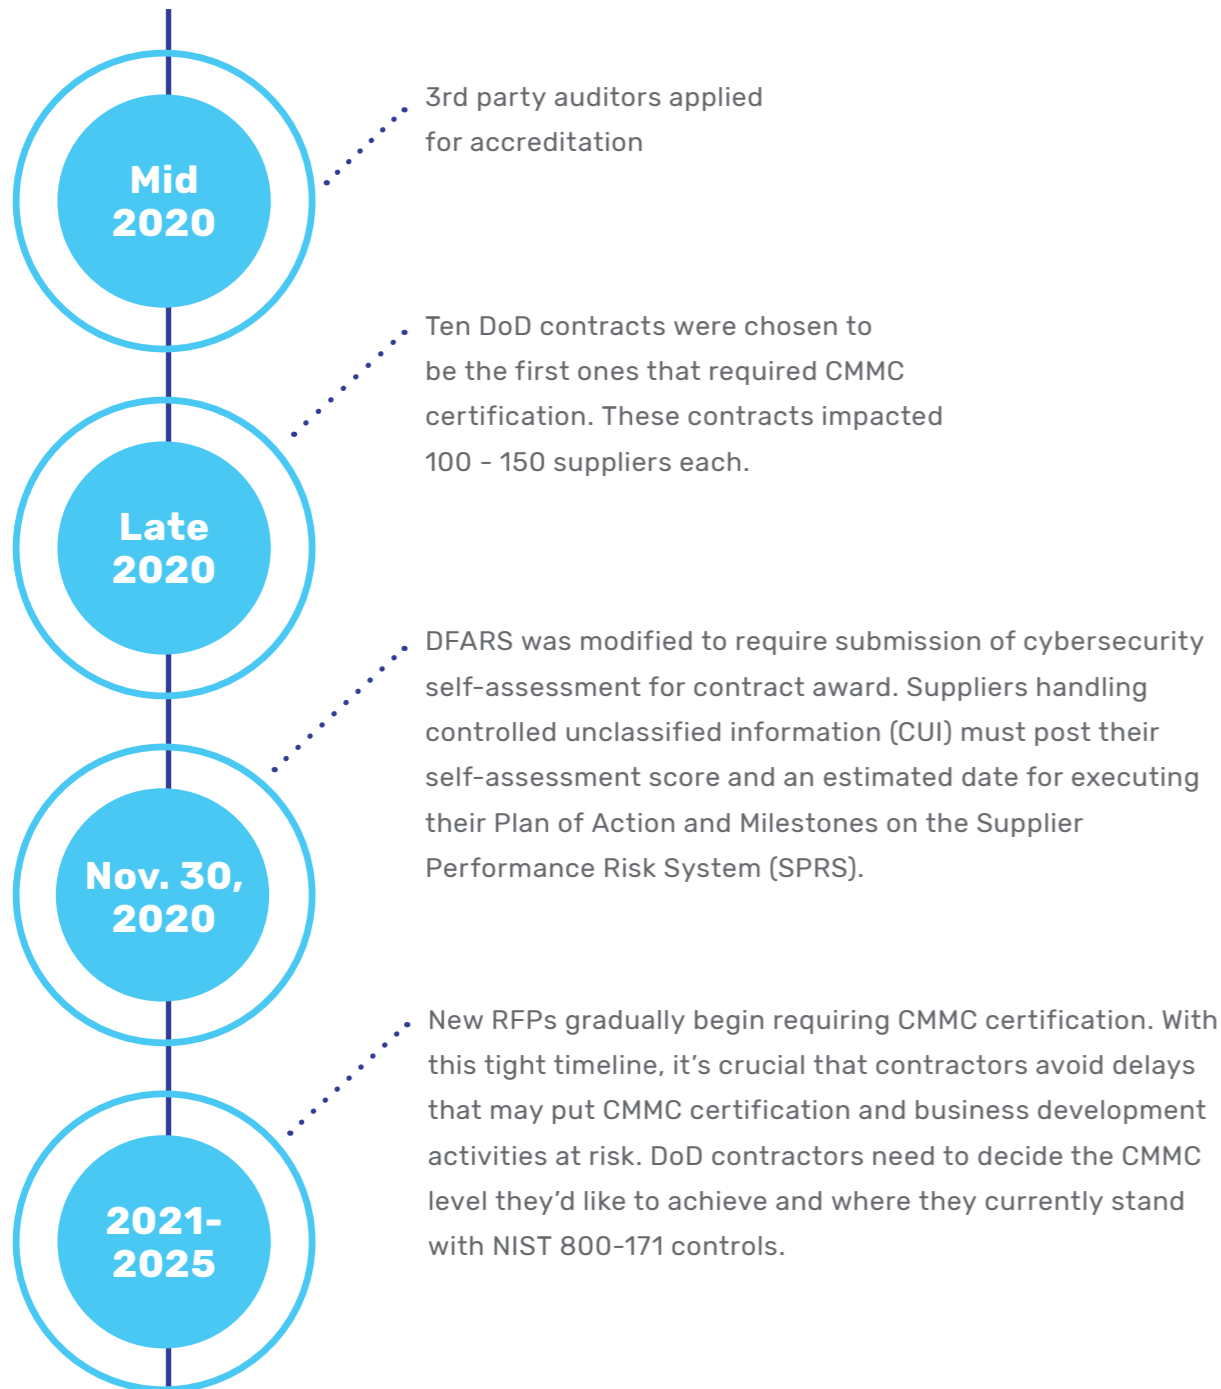 Mid
2020
3rd party auditors applied
for accreditation
Late
2020
Ten DoD contracts were chosen to
be the first ones that required CMMC
certification. These contracts impacted
100 - 150 suppliers each.
Nov. 30,
2020
DFARS was modified to require submission of cybersecurity
self-assessment for contract award. Suppliers handling
controlled unclassified information (CUI) must post their
self-assessment score and an estimated date for executing
their Plan of Action and Milestones on the Supplier
Performance Risk System (SPRS).
2021-
2025
New RFPs gradually begin requiring CMMC certification. With
this tight timeline, it’s crucial that contractors avoid delays
that may put CMMC certification and business development
activities at risk. DoD contractors need to decide the CMMC
level they’d like to achieve and where they currently stand
with NIST 800-171 controls.